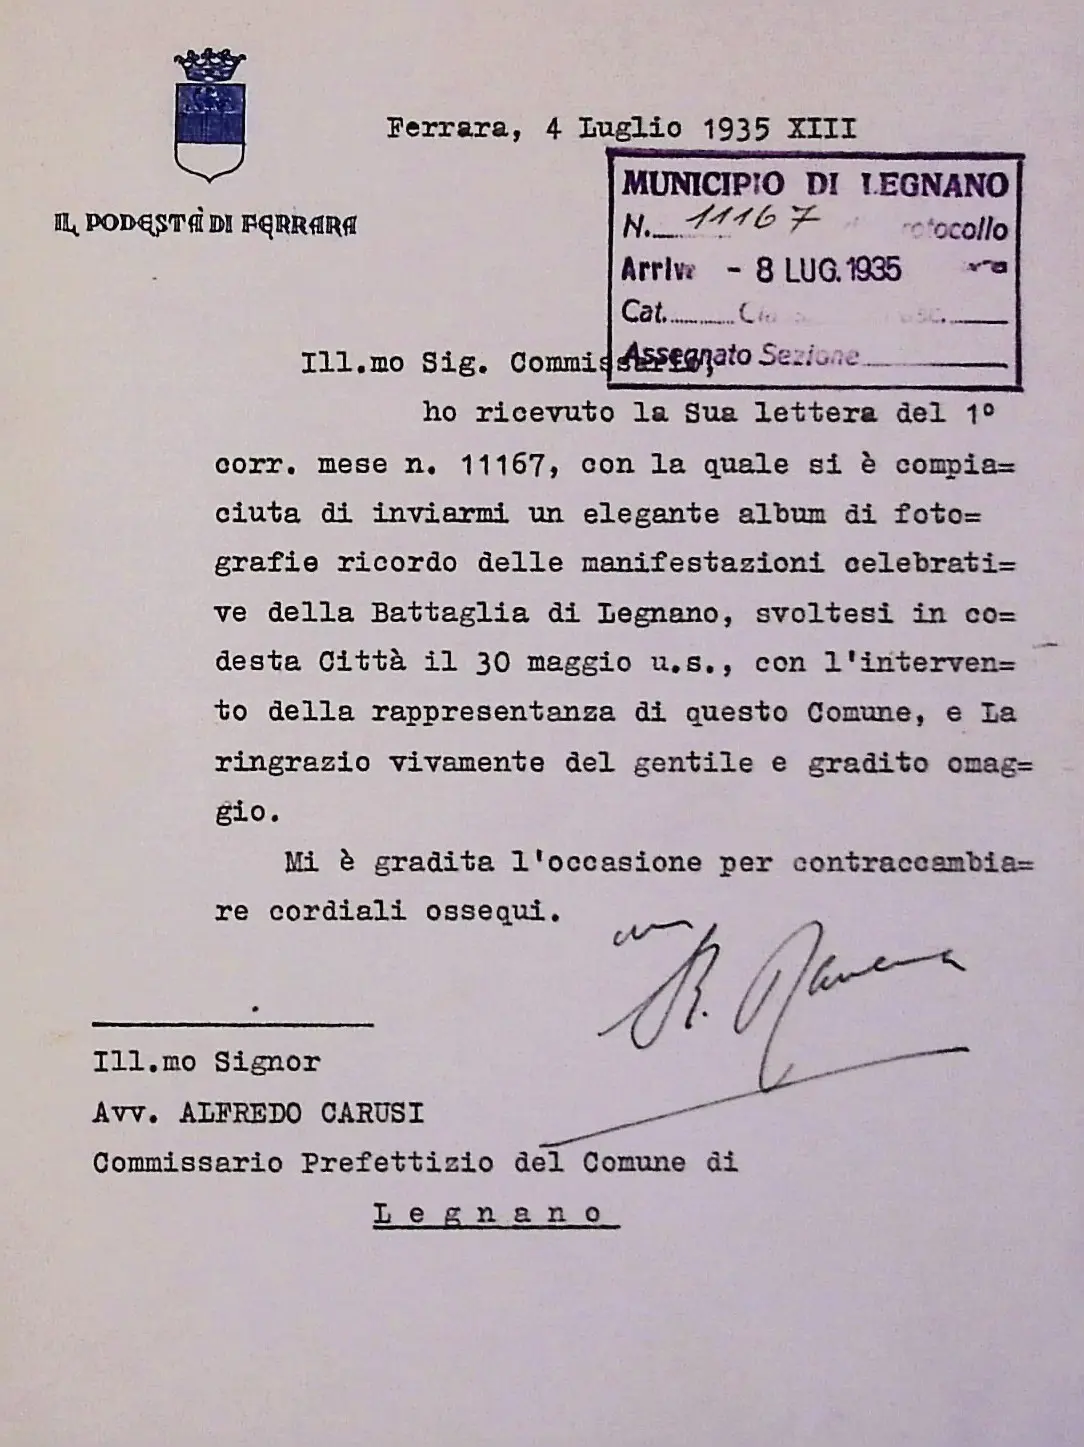 Ferrara, 4 Luglio 1935 XIII
IL PODESTÀ DI FERRARA
MUNICIPIO DI LEGNANO
N. 11167 Protocollo
Arrivo - 8 LUG. 1935
Cat.
Assegnato Sezione
Ill.mo Sig. Commissario,
ho ricevuto la Sua lettera del 1°
corr. mese n. 11167, con la quale si è compia=
ciuta di inviarmi un elegante album di foto=
grafie ricordo delle manifestazioni celebrati=
ve della Battaglia di Legnano, svoltesi in co=
desta Città il 30 maggio u.s., con l'interven=
to della rappresentanza di questo Comune, e La
ringrazio vivamente del gentile e gradito omag=
gio.
Mi è gradita l'occasione per contraccambia=
re cordiali ossequi.
R. Ravenna
Ill.mo Signor
Avv. ALFREDO CARUSI
Commissario Prefettizio del Comune di
Legnano